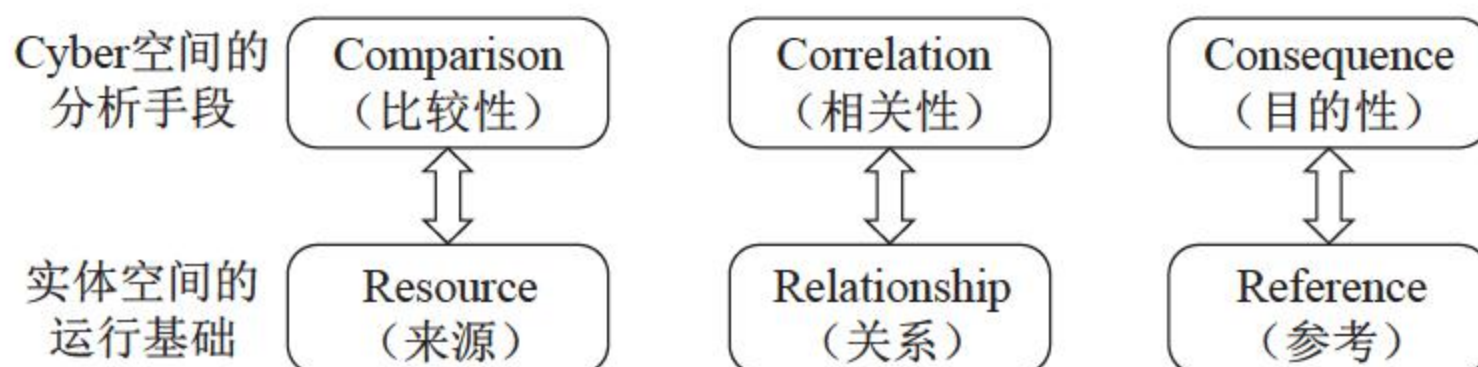 Cyber空间的
分析手段
Comparison
（比较性）
Correlation
（相关性）
Consequence
（目的性）
实体空间的
运行基础
Resource
（来源）
Relationship
（关系）
Reference
（参考）